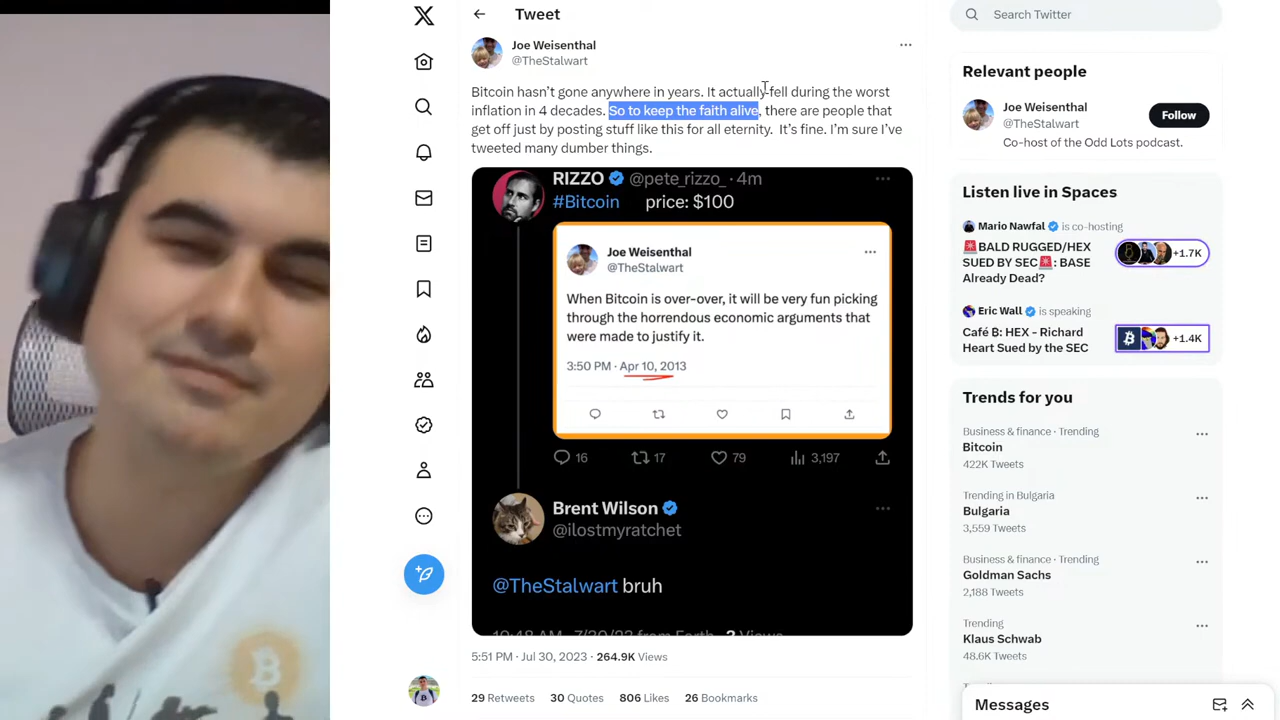 Tweet
Joe Weisenthal
@TheStalwart
Bitcoin hasn’t gone anywhere in years. It actually fell during the worst
inflation in 4 decades. So to keep the faith alive, there are people that
get off just by posting stuff like this for all eternity.  It’s fine. I’m sure I’ve
tweeted many dumber things.
RIZZO @pete_rizzo_ · 4m
#Bitcoin price: $100
Joe Weisenthal
@TheStalwart
When Bitcoin is over-over, it will be very fun picking
through the horrendous economic arguments that
were made to justify it.
3:50 PM · Apr 10, 2013
16 17 79 3,197
Brent Wilson
@ilostmyratchet
@TheStalwart bruh
10:48 AM · 7/30/23 from Earth · 2 Views
5:51 PM · Jul 30, 2023 · 264.9K Views
29 Retweets 30 Quotes 806 Likes 26 Bookmarks
Search Twitter
Relevant people
Joe Weisenthal
@TheStalwart
Follow
Co-host of the Odd Lots podcast.
Listen live in Spaces
Mario Nawfal is co-hosting
🚨BALD RUGGED/HEX
SUED BY SEC🚨: BASE
Already Dead?
+1.7K
Eric Wall is speaking
Café ₿: HEX - Richard
Heart Sued by the SEC
+1.4K
Trends for you
Business & finance · Trending
Bitcoin
422K Tweets
Trending in Bulgaria
Bulgaria
3,559 Tweets
Business & finance · Trending
Goldman Sachs
2,188 Tweets
Trending
Klaus Schwab
48.6K Tweets
Messages